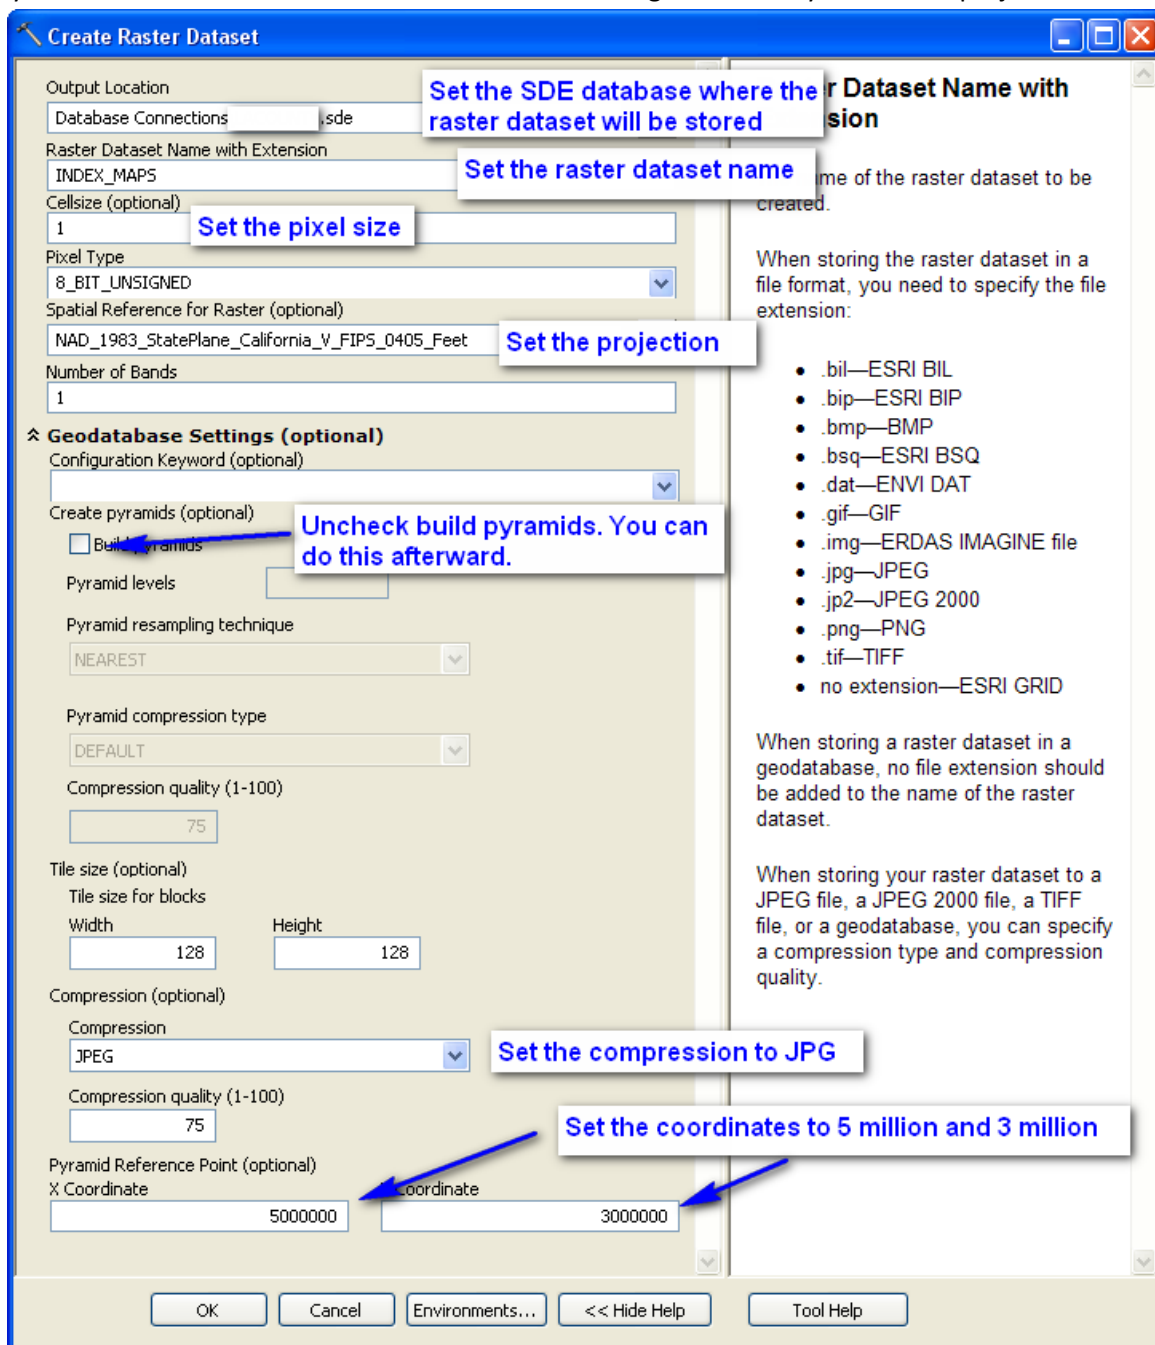 Create Raster Dataset
Output Location
Database Connections
.sde
Set the SDE database where the
raster dataset will be stored
Raster Dataset Name with Extension
INDEX_MAPS
Set the raster dataset name
Cellsize (optional)
1
Set the pixel size
Pixel Type
8_BIT_UNSIGNED
Spatial Reference for Raster (optional)
NAD_1983_StatePlane_California_V_FIPS_0405_Feet
Set the projection
Number of Bands
1
Geodatabase Settings (optional)
Configuration Keyword (optional)
Create pyramids (optional)
Build pyramids
Uncheck build pyramids. You can
do this afterward.
Pyramid levels
Pyramid resampling technique
NEAREST
Pyramid compression type
DEFAULT
Compression quality (1-100)
75
Tile size (optional)
Tile size for blocks
Width Height
128 128
Compression (optional)
Compression
JPEG
Set the compression to JPG
Compression quality (1-100)
75
Set the coordinates to 5 million and 3 million
Pyramid Reference Point (optional)
X Coordinate Coordinate
5000000 3000000
OK Cancel Environments... << Hide Help Tool Help
Dataset Name with
of the raster dataset to be
created.
When storing the raster dataset in a
file format, you need to specify the file
extension:
• .bil—ESRI BIL
• .bip—ESRI BIP
• .bmp—BMP
• .bsq—ESRI BSQ
• .dat—ENVI DAT
• .gif—GIF
• .img—ERDAS IMAGINE file
• .jpg—JPEG
• .jp2—JPEG 2000
• .png—PNG
• .tif—TIFF
• no extension—ESRI GRID
When storing a raster dataset in a
geodatabase, no file extension should
be added to the name of the raster
dataset.
When storing your raster dataset to a
JPEG file, a JPEG 2000 file, a TIFF
file, or a geodatabase, you can specify
a compression type and compression
quality.